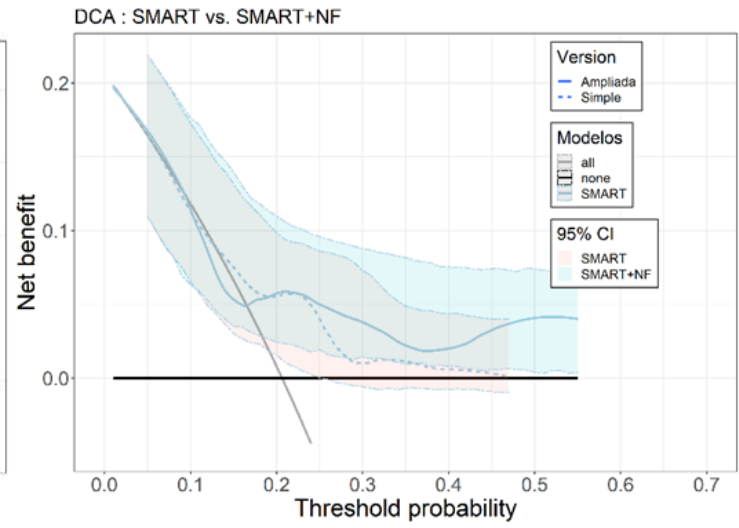 DCA : SMART vs. SMART+NF
Net benefit
0.2
0.1
0.0
Version
Ampliada
Simple
Modelos
all
none
SMART
95% CI
SMART
SMART+NF
0.0 0.1 0.2 0.3 0.4 0.5 0.6 0.7
Threshold probability